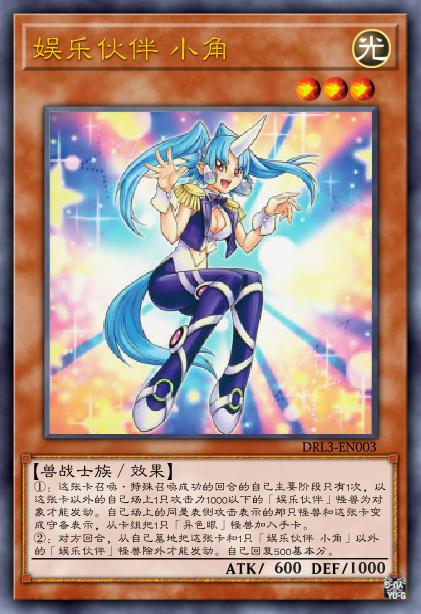 娱乐伙伴 小角
光
DRL3-EN003
【兽战士族／效果】
①：这张卡召唤·特殊召唤成功的回合的自己主要阶段只有1次，以
这张卡以外的自己场上1只攻击力1000以下的「娱乐伙伴」怪兽为对
象才能发动。自己场上的同是表侧攻击表示的那只怪兽和这张卡变
成守备表示，从卡组把1只「异色眼」怪兽加入手卡。
②：对方回合，从自己墓地把这张卡和1只「娱乐伙伴 小角」以外
的「娱乐伙伴」怪兽除外才能发动。自己回复500基本分。
ATK/ 600 DEF/1000